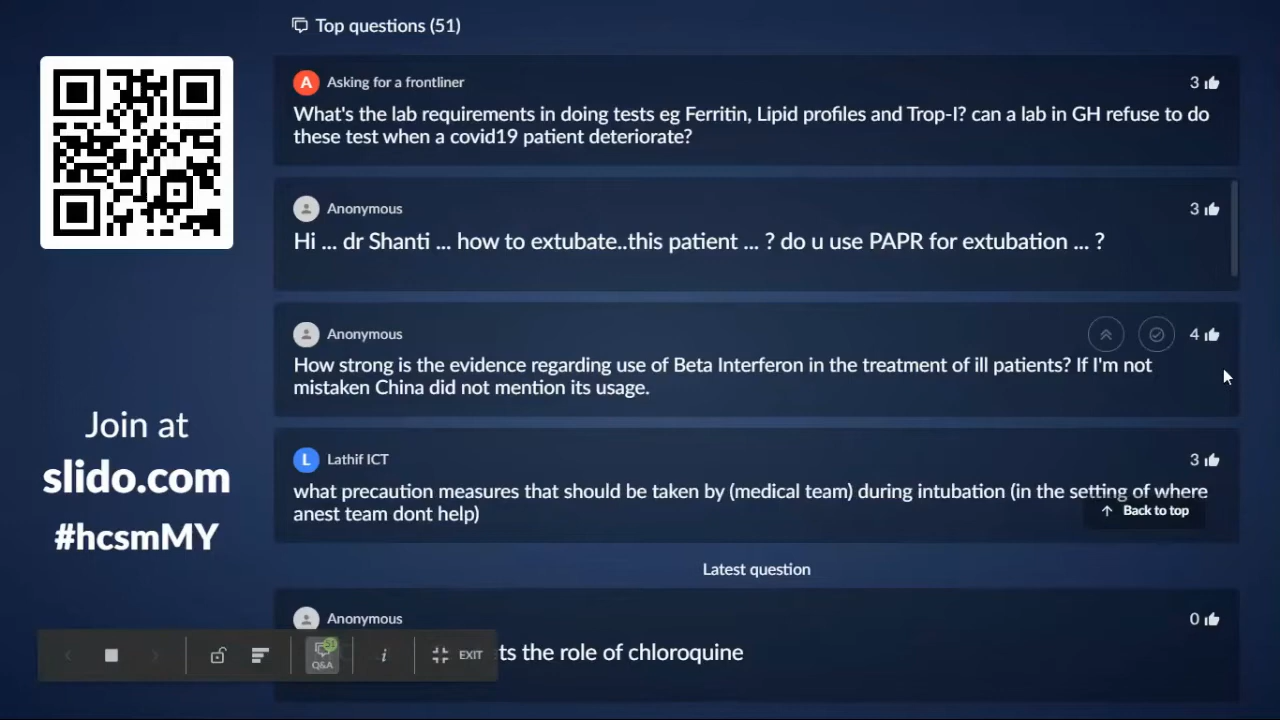 Top questions (51)
A Asking for a frontliner 3
What's the lab requirements in doing tests eg Ferritin, Lipid profiles and Trop-I? can a lab in GH refuse to do
these test when a covid19 patient deteriorate?
Anonymous 3
Hi ... dr Shanti ... how to extubate..this patient ... ? do u use PAPR for extubation ... ?
Anonymous 4
How strong is the evidence regarding use of Beta Interferon in the treatment of ill patients? If I'm not
mistaken China did not mention its usage.
L Lathif ICT 3
what precaution measures that should be taken by (medical team) during intubation (in the setting of where
anest team dont help)
Back to top
Latest question
Anonymous 0
ts the role of chloroquine
Join at
slido.com
#hcsmMY
51
Q&A
i
EXIT